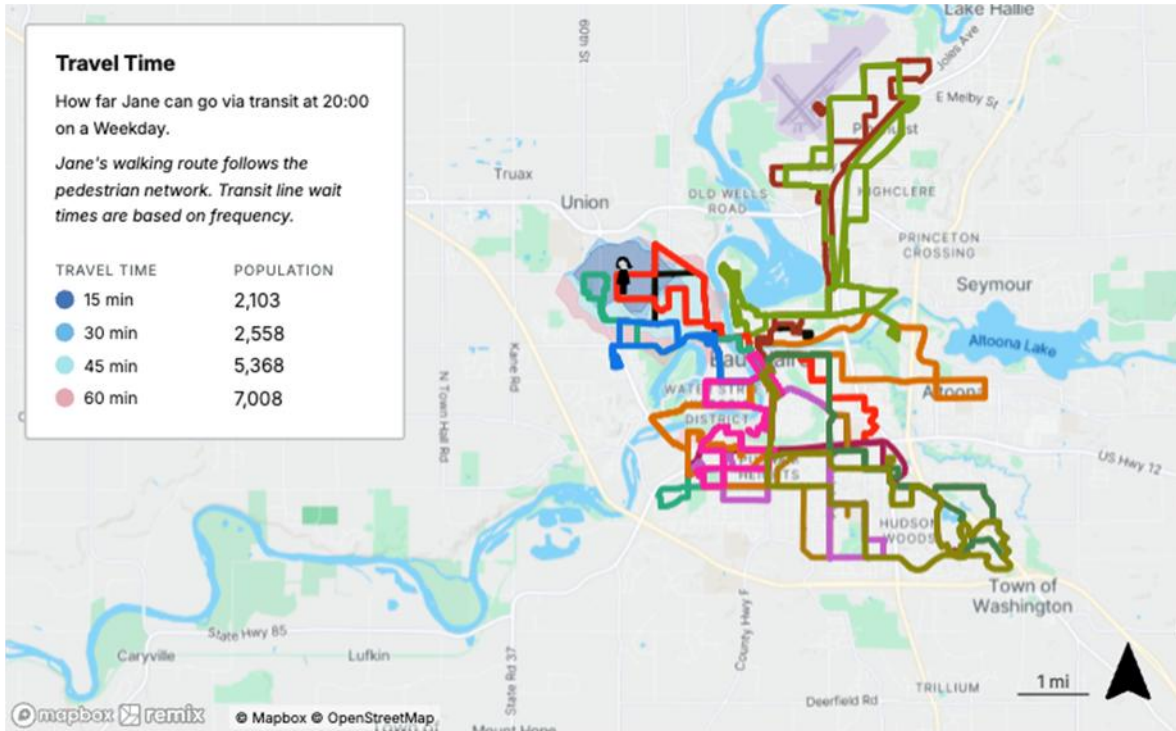 Travel Time
How far Jane can go via transit at 20:00
on a Weekday.
Jane's walking route follows the
pedestrian network. Transit line wait
times are based on frequency.
TRAVEL TIME POPULATION
15 min 2,103
30 min 2,558
45 min 5,368
60 min 7,008
Lake Hallie
Joles Ave
E Melby St
Truax
Union
OLD WELLS
ROAD
HIGHCLERE
PRINCETON
CROSSING
Seymour
Altoona Lake
Altoona
Kane Rd
N Town Hall Rd
WATER
DISTRICT
HEIGHTS
US Hwy 12
HUDSON
WOODS
Town of
Washington
County Hwy F
State Hwy 85
Caryville
Lufkin
State Rd 37
Deerfield Rd
TRILLIUM
1 mi
mapbox remix
© Mapbox © OpenStreetMap